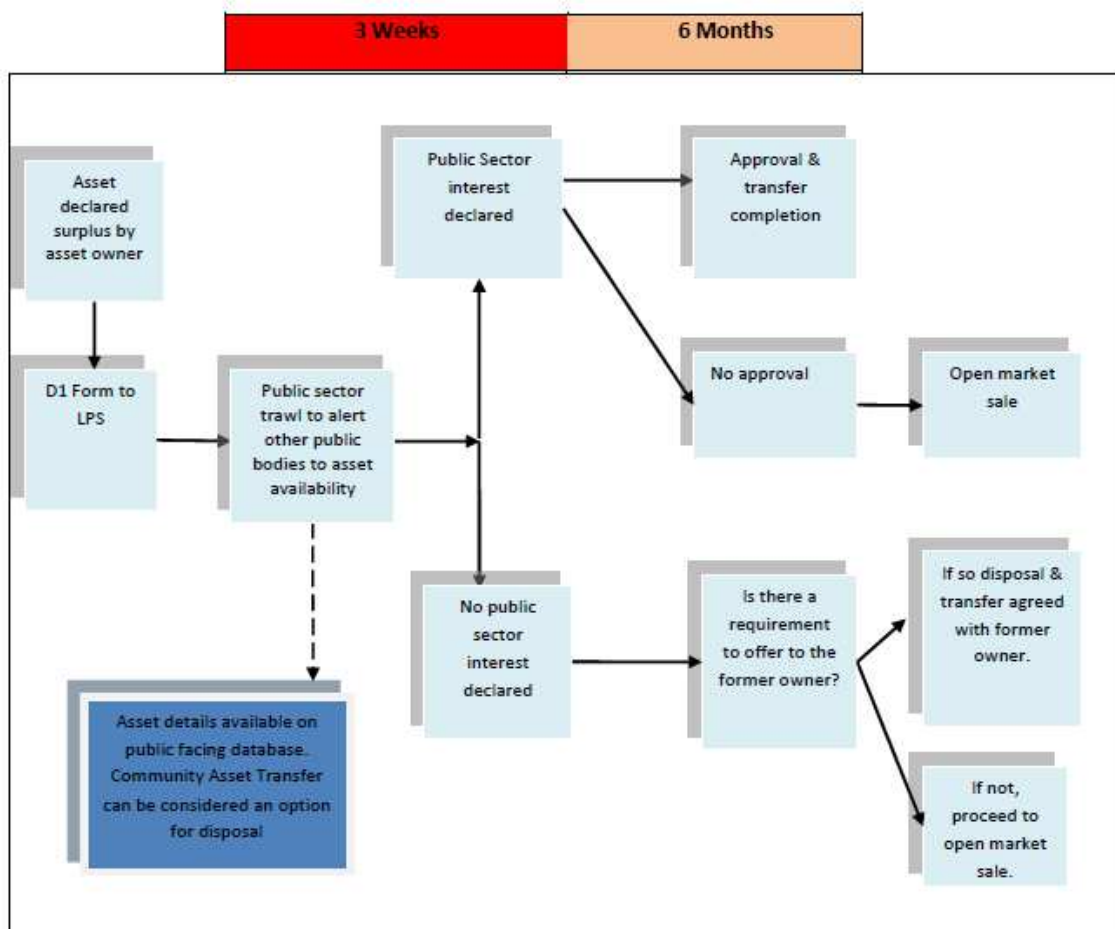 3 Weeks
6 Months
Asset
declared
surplus by
asset owner
D1 Form to
LPS
Public sector
trawl to alert
other public
bodies to asset
availability
Public Sector
interest
declared
Approval &
transfer
completion
No approval
Open market
sale
No public
sector
interest
declared
Is there a
requirement
to offer to the
former owner?
If so disposal &
transfer agreed
with former
owner.
If not,
proceed to
open market
sale.
Asset details available on
public facing database.
Community Asset Transfer
can be considered an option
for disposal